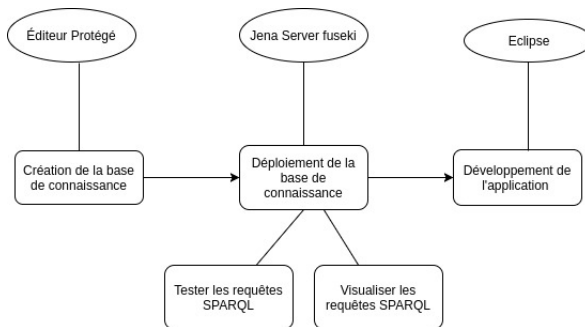 Éditeur Protégé
Jena Server fuseki
Eclipse
Création de la base
de connaissance
Déploiement de la
base de
connaissance
Développement de
l'application
Tester les requêtes
SPARQL
Visualiser les
requêtes SPARQL